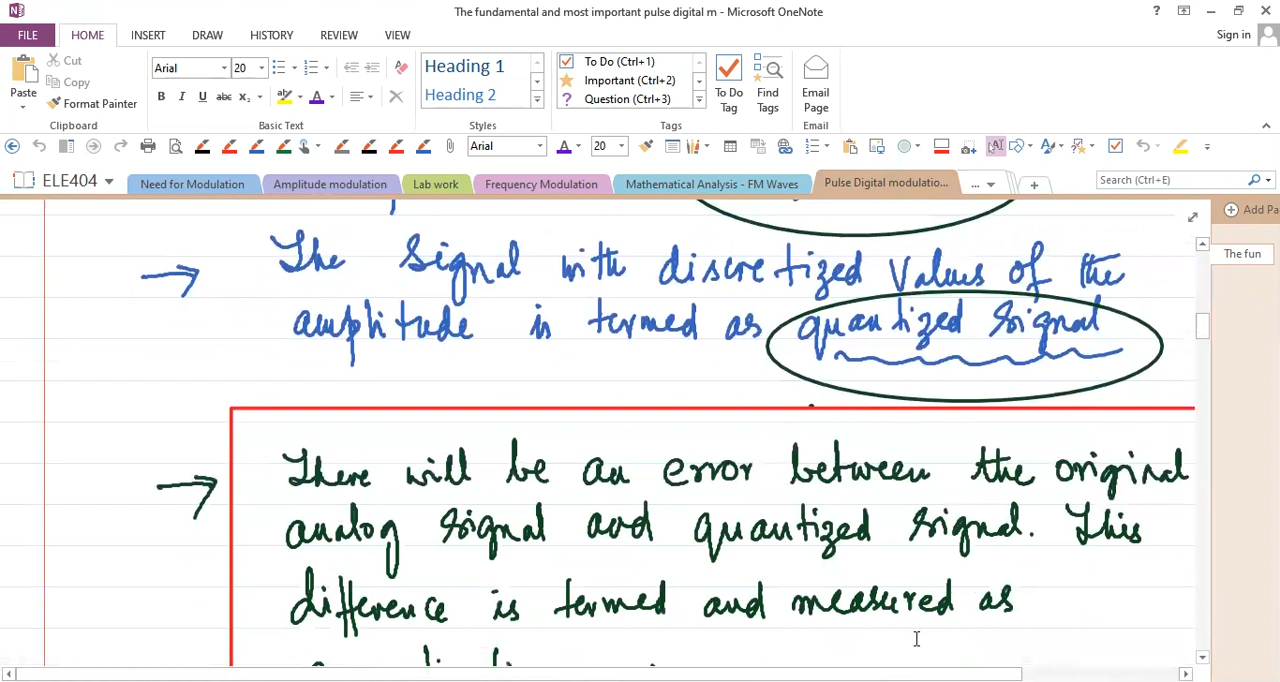 The fundamental and most important pulse digital m - Microsoft OneNote
?
Sign in
FILE HOME INSERT DRAW HISTORY REVIEW VIEW
Paste
Cut
Copy
Format Painter
Clipboard
Arial 20
B I U abc X₂ A
Basic Text
Heading 1
Heading 2
Styles
To Do (Ctrl+1)
Important (Ctrl+2)
Question (Ctrl+3)
Tags
To Do Tag
Find Tags
Email Page
Email
Arial A 20
ELE404 Need for Modulation Amplitude modulation Lab work Frequency Modulation Mathematical Analysis - FM Waves Pulse Digital modulatio... ... Search (Ctrl+E)
Add Pa
The fun
The signal with discretized values of the
amplitude is termed as quantized signal
There will be an error between the original
analog signal and quantized signal. This
difference is termed and measured as